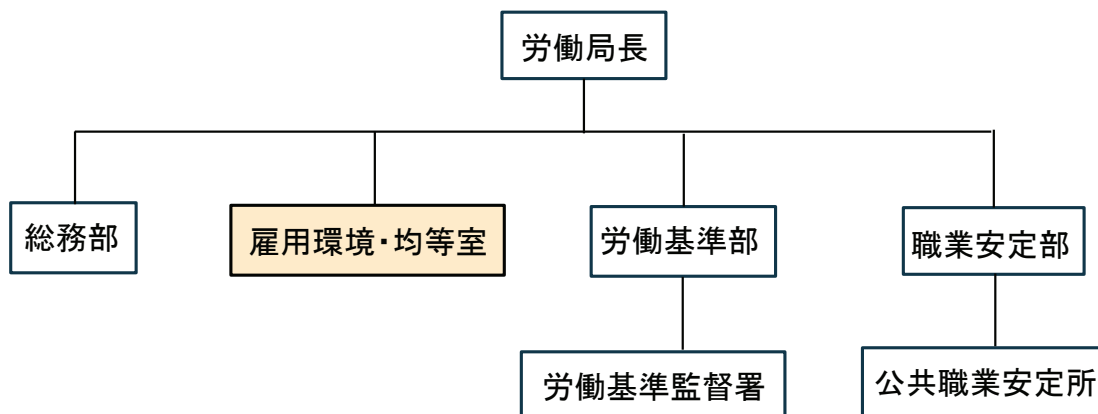 労働局長
総務部
雇用環境・均等室
労働基準部
職業安定部
労働基準監督署
公共職業安定所